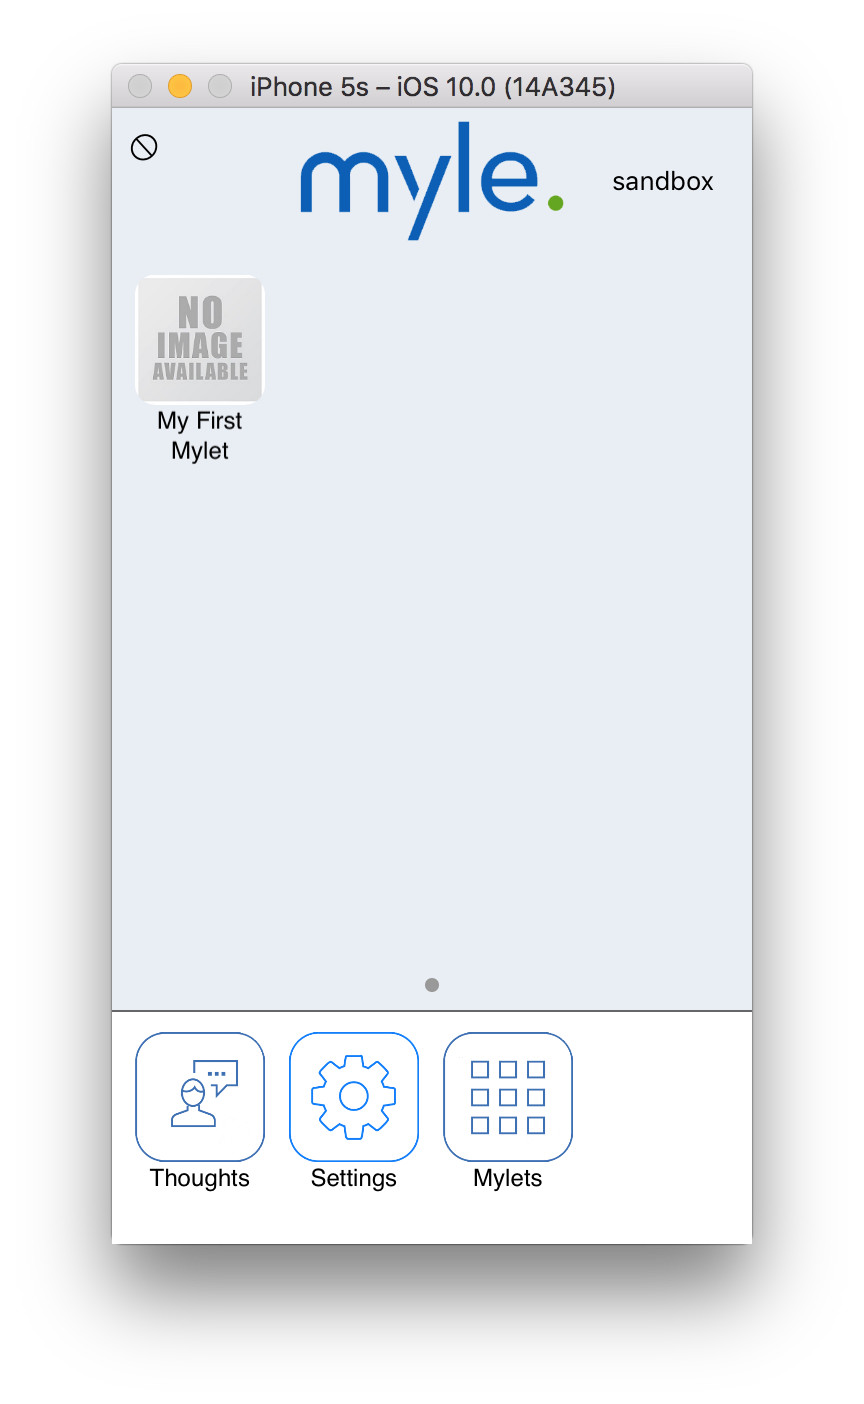 iPhone 5s – iOS 10.0 (14A345)
myle.
sandbox
NO
IMAGE
AVAILABLE
My First
Mylet
Thoughts
Settings
Mylets